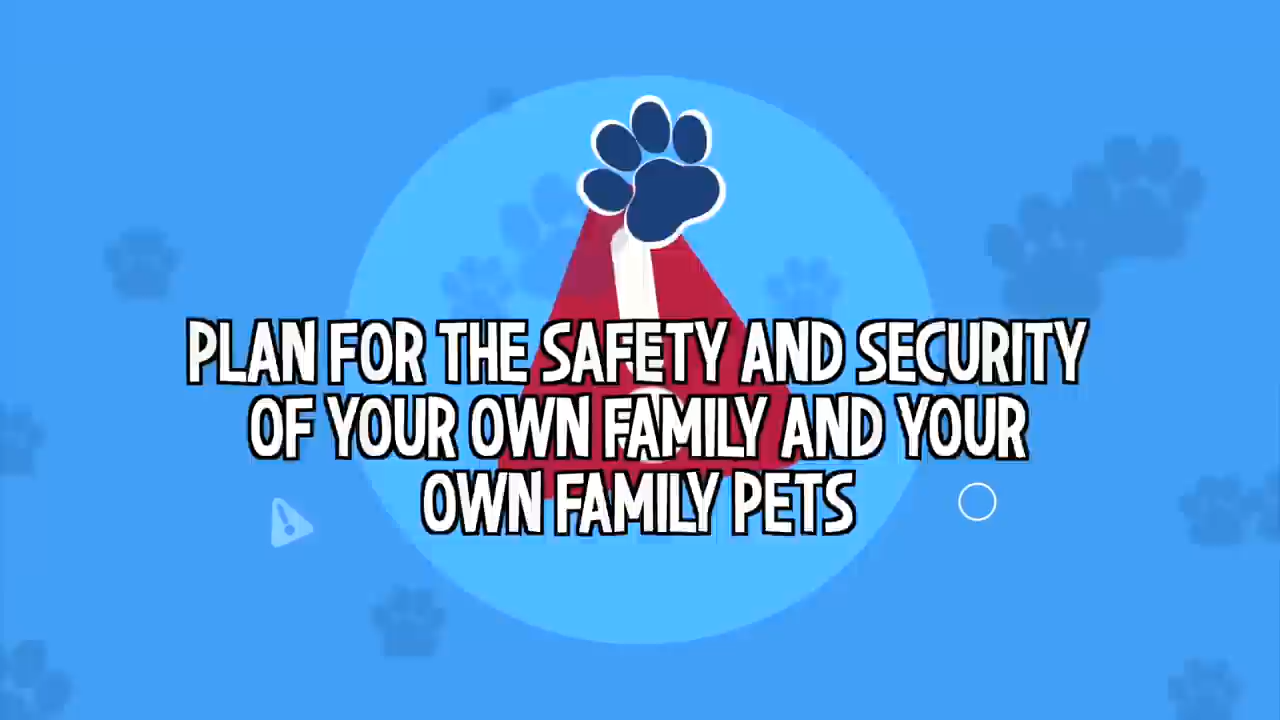 PLAN FOR THE SAFETY AND SECURITY
OF YOUR OWN FAMILY AND YOUR
OWN FAMILY PETS